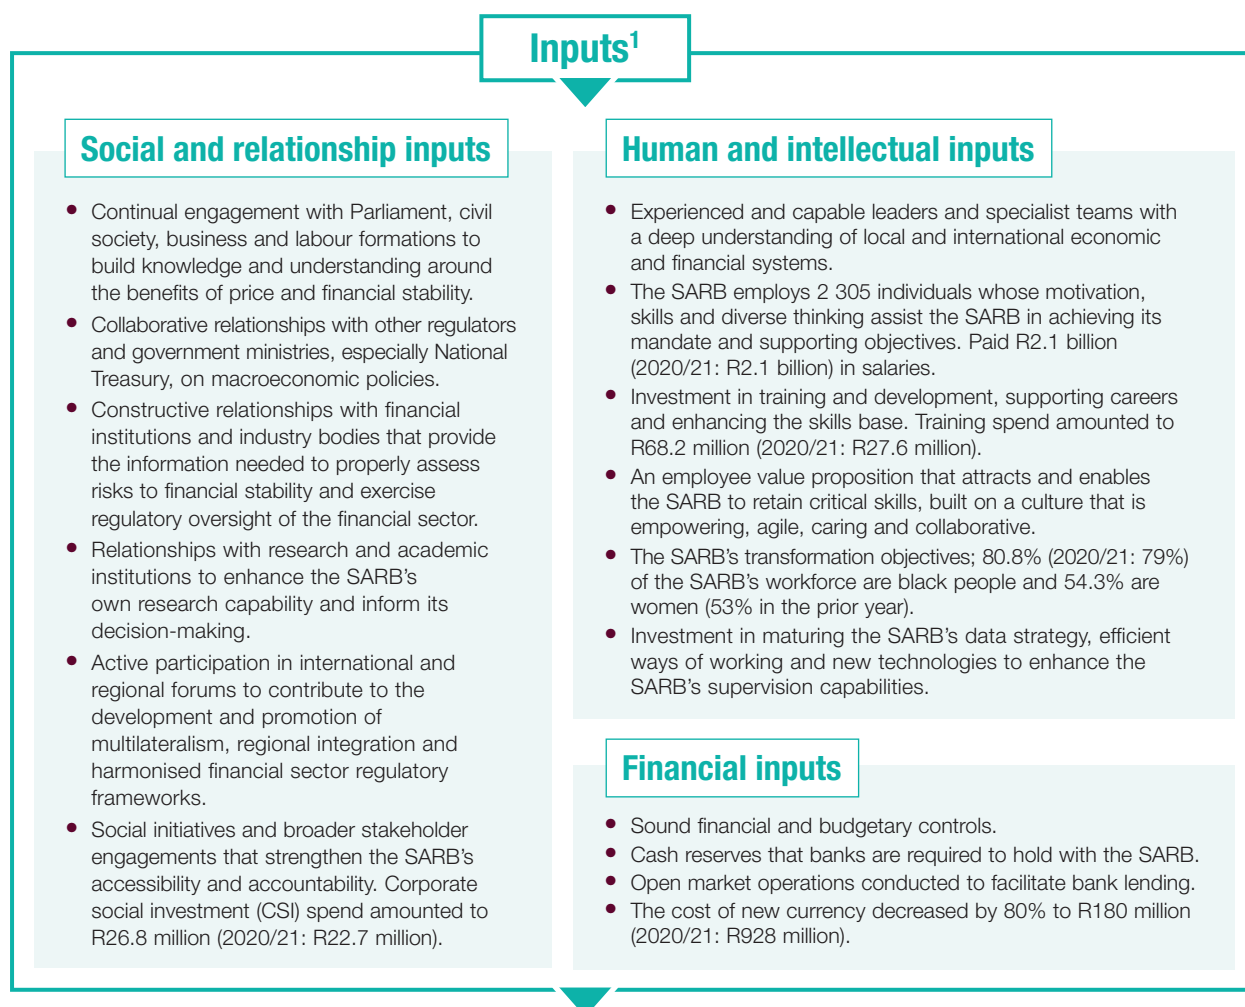 Inputs1
Social and relationship inputs
• Continual engagement with Parliament, civil
society, business and labour formations to
build knowledge and understanding around
the benefits of price and financial stability.
• Collaborative relationships with other regulators
and government ministries, especially National
Treasury, on macroeconomic policies.
• Constructive relationships with financial
institutions and industry bodies that provide
the information needed to properly assess
risks to financial stability and exercise
regulatory oversight of the financial sector.
• Relationships with research and academic
institutions to enhance the SARB's
own research capability and inform its
decision-making.
• Active participation in international and
regional forums to contribute to the
development and promotion of
multilateralism, regional integration and
harmonised financial sector regulatory
frameworks.
• Social initiatives and broader stakeholder
engagements that strengthen the SARB's
accessibility and accountability. Corporate
social investment (CSI) spend amounted to
R26.8 million (2020/21: R22.7 million).
Human and intellectual inputs
• Experienced and capable leaders and specialist teams with
a deep understanding of local and international economic
and financial systems.
• The SARB employs 2 305 individuals whose motivation,
skills and diverse thinking assist the SARB in achieving its
mandate and supporting objectives. Paid R2.1 billion
(2020/21: R2.1 billion) in salaries.
• Investment in training and development, supporting careers
and enhancing the skills base. Training spend amounted to
R68.2 million (2020/21: R27.6 million).
• An employee value proposition that attracts and enables
the SARB to retain critical skills, built on a culture that is
empowering, agile, caring and collaborative.
• The SARB's transformation objectives; 80.8% (2020/21: 79%)
of the SARB's workforce are black people and 54.3% are
women (53% in the prior year).
• Investment in maturing the SARB's data strategy, efficient
ways of working and new technologies to enhance the
SARB's supervision capabilities.
Financial inputs
• Sound financial and budgetary controls.
• Cash reserves that banks are required to hold with the SARB.
• Open market operations conducted to facilitate bank lending.
• The cost of new currency decreased by 80% to R180 million
(2020/21: R928 million).